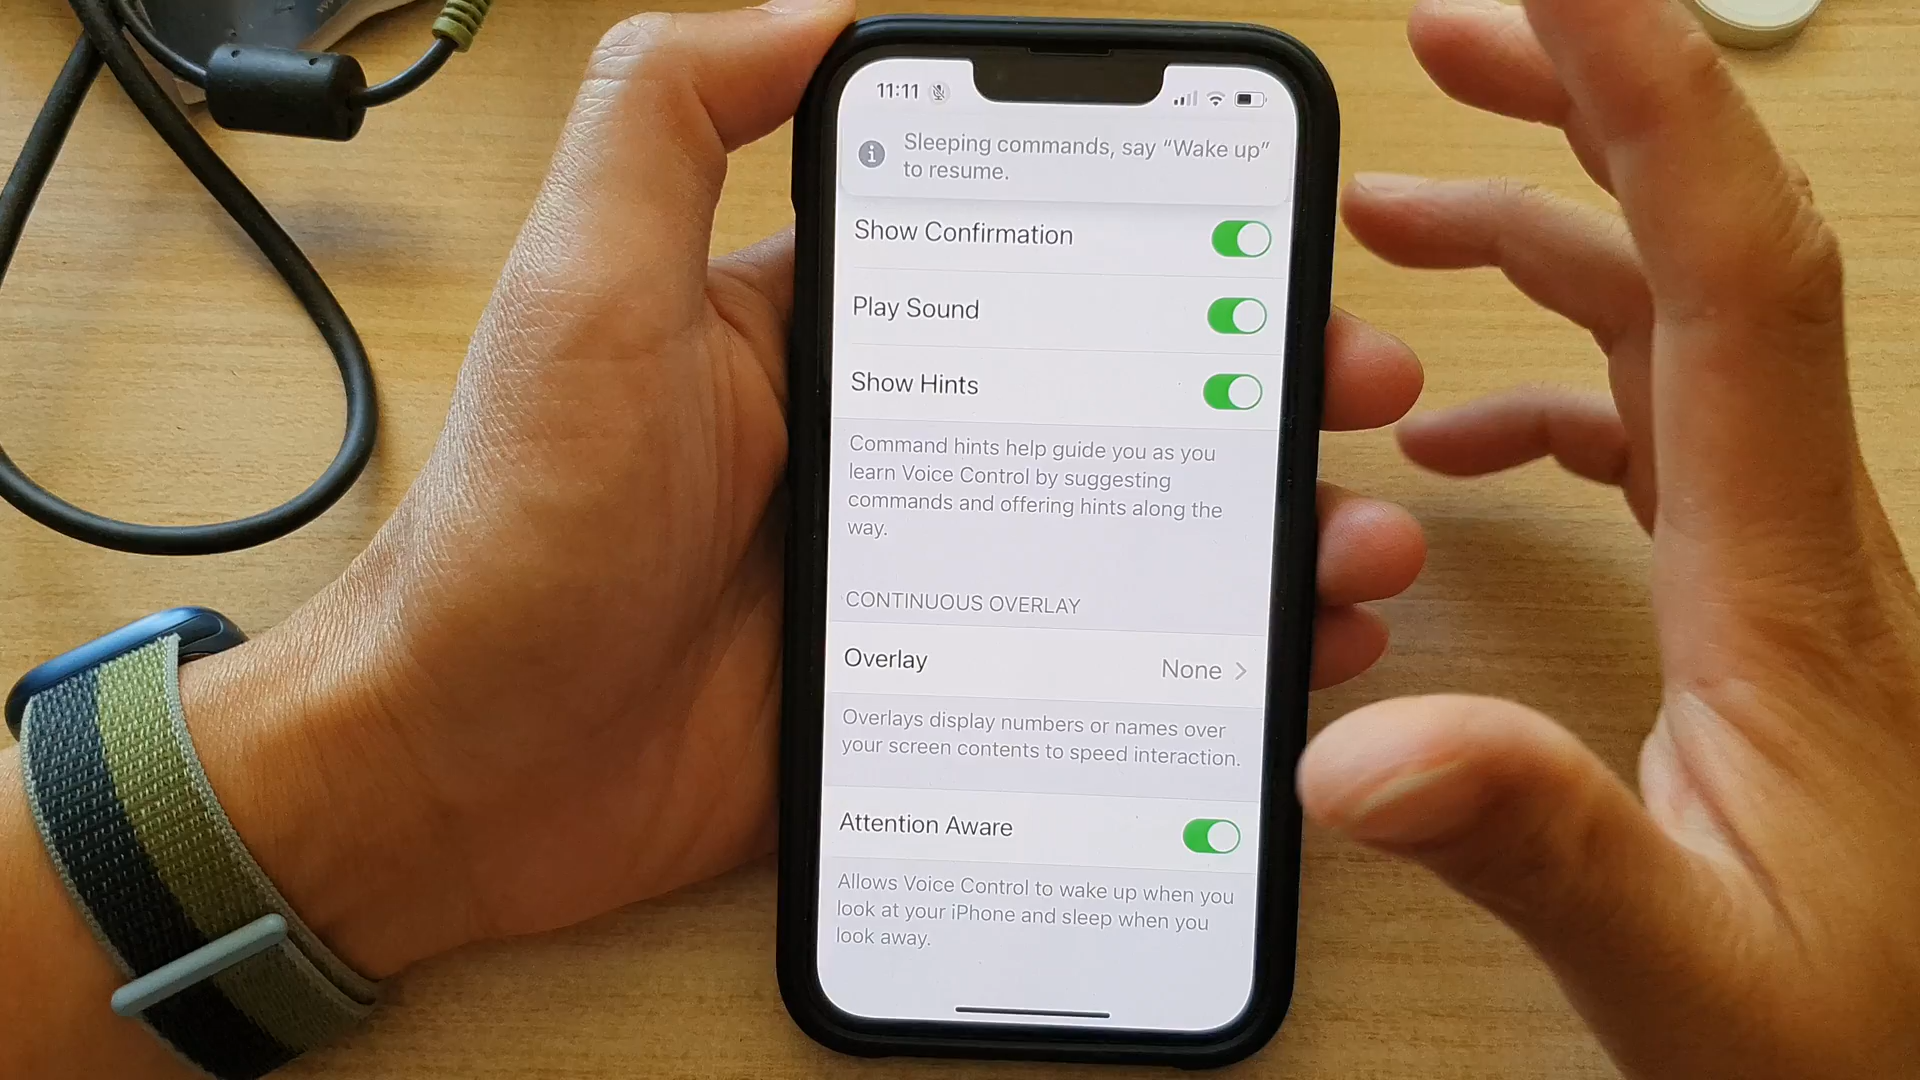 11:11
Sleeping commands, say “Wake up”
to resume.
Show Confirmation
Play Sound
Show Hints
Command hints help guide you as you
learn Voice Control by suggesting
commands and offering hints along the
way.
CONTINUOUS OVERLAY
Overlay None
Overlays display numbers or names over
your screen contents to speed interaction.
Attention Aware
Allows Voice Control to wake up when you
look at your iPhone and sleep when you
look away.